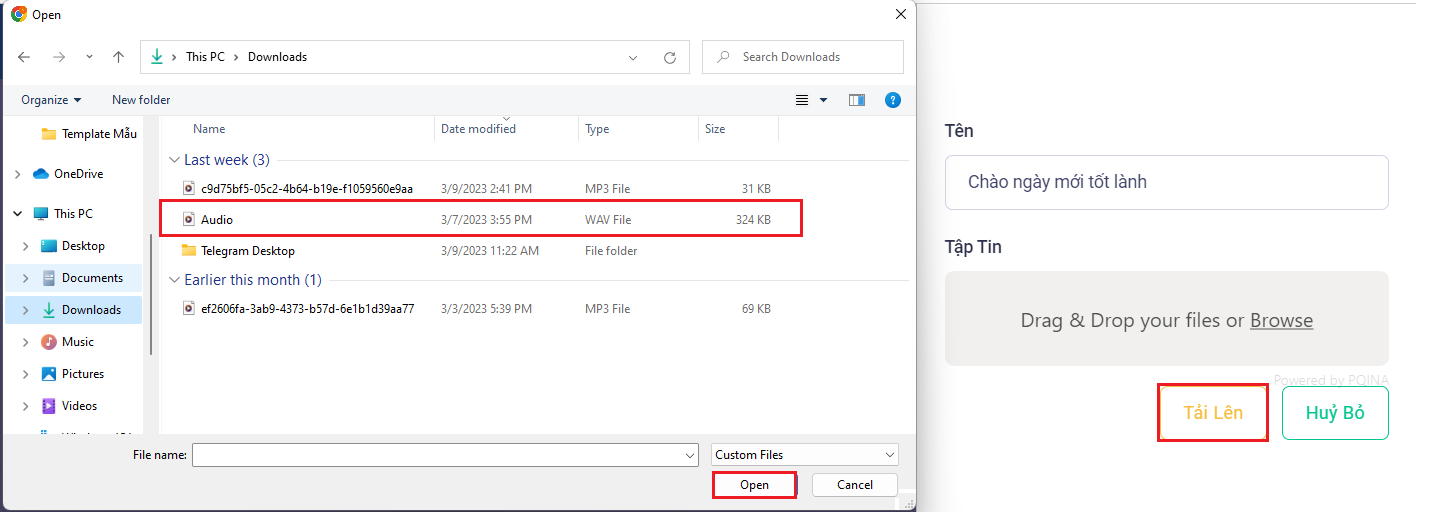 Open
This PC > Downloads
Search Downloads
Organize
New folder
Name
Date modified
Type
Size
Template Mẫu
OneDrive
This PC
Desktop
Documents
Downloads
Music
Pictures
Videos
Last week (3)
c9d75bf5-05c2-4b64-b19e-f1059560e9aa 3/9/2023 2:41 PM MP3 File 31 KB
Audio 3/7/2023 3:55 PM WAV File 324 KB
Telegram Desktop 3/9/2023 11:22 AM File folder
Earlier this month (1)
ef2606fa-3ab9-4373-b57d-6e1b1d39aa77 3/3/2023 5:39 PM MP3 File 69 KB
File name:
Custom Files
Open
Cancel
Tên
Chào ngày mới tốt lành
Tập Tin
Drag & Drop your files or Browse
Powered by PQINA
Tải Lên
Huỷ Bỏ